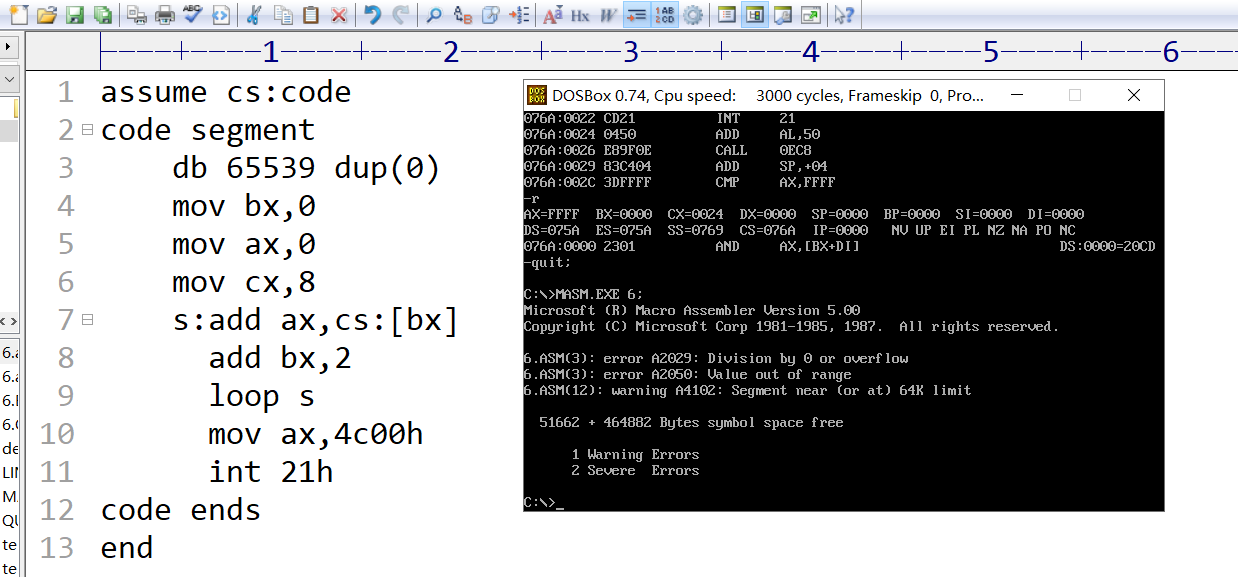 1 2 3 4 5 6
1 assume cs:code
2 code segment
3 db 65539 dup(0)
4 mov bx,0
5 mov ax,0
6 mov cx,8
7 s:add ax,cs:[bx]
8 add bx,2
9 loop s
10 mov ax,4c00h
11 int 21h
12 code ends
13 end
DOSBox 0.74, Cpu speed: 3000 cycles, Frameskip 0, Pro...
076A:0022 CD21 INT 21
076A:0024 0450 ADD AL,50
076A:0026 E89F0E CALL 0EC8
076A:0029 83C404 ADD SP,+04
076A:002C 3DFFFF CMP AX,FFFF
-r
AX=FFFF BX=0000 CX=0024 DX=0000 SP=0000 BP=0000 SI=0000 DI=0000
DS=075A ES=075A SS=0769 CS=076A IP=0000 NV UP EI PL NZ NA PO NC
076A:0000 2301 AND AX,[BX+DI] DS:0000=20CD
-quit;
C:\>MASM.EXE 6;
Microsoft (R) Macro Assembler Version 5.00
Copyright (C) Microsoft Corp 1981-1985, 1987. All rights reserved.
6.ASM(3): error A2029: Division by 0 or overflow
6.ASM(3): error A2050: Value out of range
6.ASM(12): warning A4102: Segment near (or at) 64K limit
51662 + 464882 Bytes symbol space free
1 Warning Errors
2 Severe Errors
C:\>_